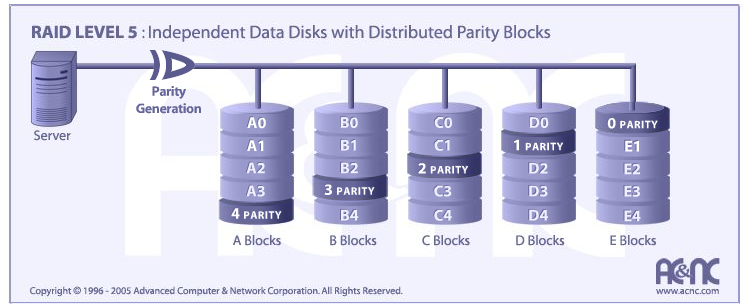 RAID LEVEL 5 : Independent Data Disks with Distributed Parity Blocks
Server
Parity
Generation
A0
A1
A2
A3
4 PARITY
A Blocks
B0
B1
B2
3 PARITY
B4
B Blocks
C0
C1
2 PARITY
C3
C4
C Blocks
D0
1 PARITY
D2
D3
D4
D Blocks
0 PARITY
E1
E2
E3
E4
E Blocks
AC&NC
Copyright © 1996 - 2005 Advanced Computer & Network Corporation. All Rights Reserved.
AC&NC
www.acnc.com